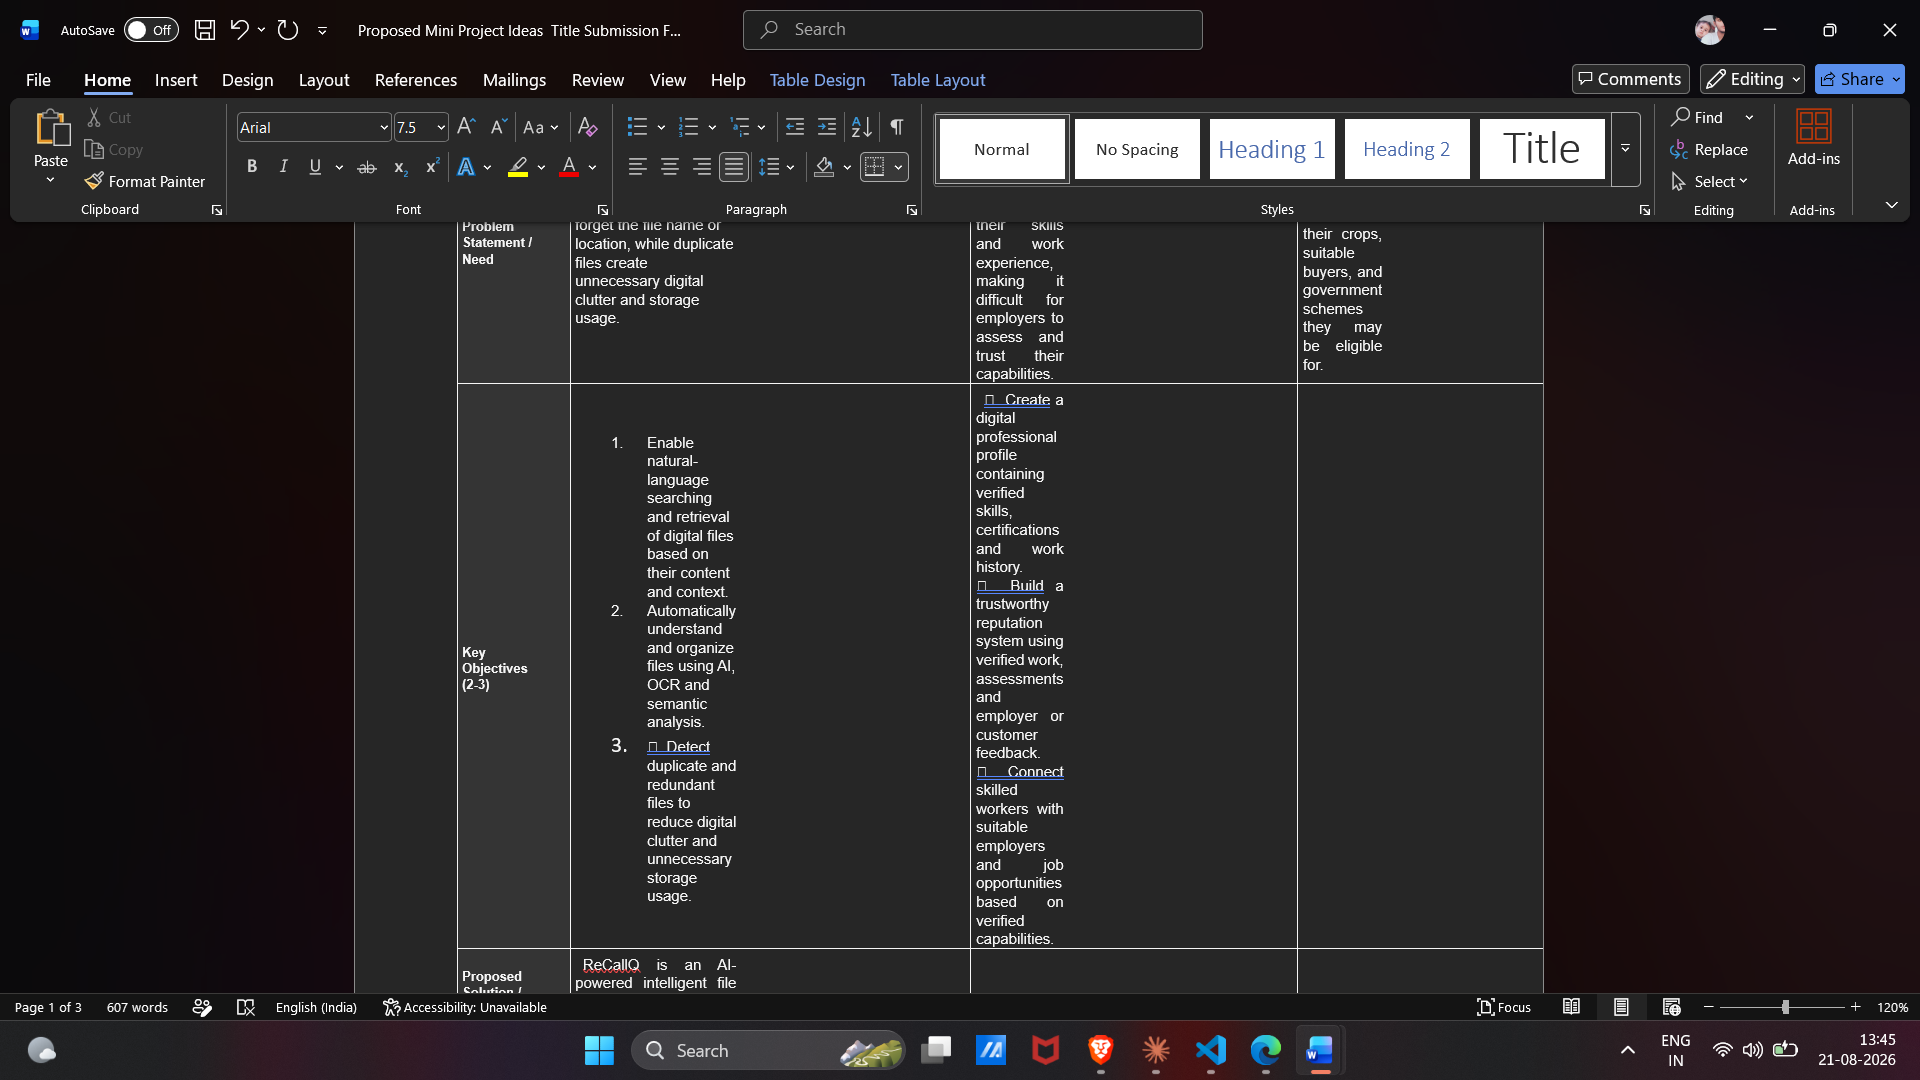 AutoSave Off
Proposed Mini Project Ideas Title Submission F...
Search
File Home Insert Design Layout References Mailings Review View Help Table Design Table Layout
Comments Editing Share
Paste
Cut
Copy
Format Painter
Clipboard
Arial 7.5
Font
Paragraph
Normal
No Spacing
Heading 1
Heading 2
Title
Styles
Find
Replace
Select
Editing
Add-ins
Add-ins
Problem
Statement /
Need
forget the file name or
location, while duplicate
files create
unnecessary digital
clutter and storage
usage.
their skills
and work
experience,
making it
difficult for
employers to
assess and
trust their
capabilities.
their crops,
suitable
buyers, and
government
schemes
they may
be eligible
for.
Key
Objectives
(2-3)
1. Enable
natural-
language
searching
and retrieval
of digital files
based on
their content
and context.
2. Automatically
understand
and organize
files using AI,
OCR and
semantic
analysis.
3. Detect
duplicate and
redundant
files to
reduce digital
clutter and
unnecessary
storage
usage.
Create a
digital
professional
profile
containing
verified
skills,
certifications
and work
history.
Build a
trustworthy
reputation
system using
verified work,
assessments
and
employer or
customer
feedback.
Connect
skilled
workers with
suitable
employers
and job
opportunities
based on
verified
capabilities.
Proposed
Solution /
ReCallQ is an AI-
powered intelligent file
Page 1 of 3 607 words English (India) Accessibility: Unavailable
Focus 120%
Search
ENG
IN
13:45
21-08-2026